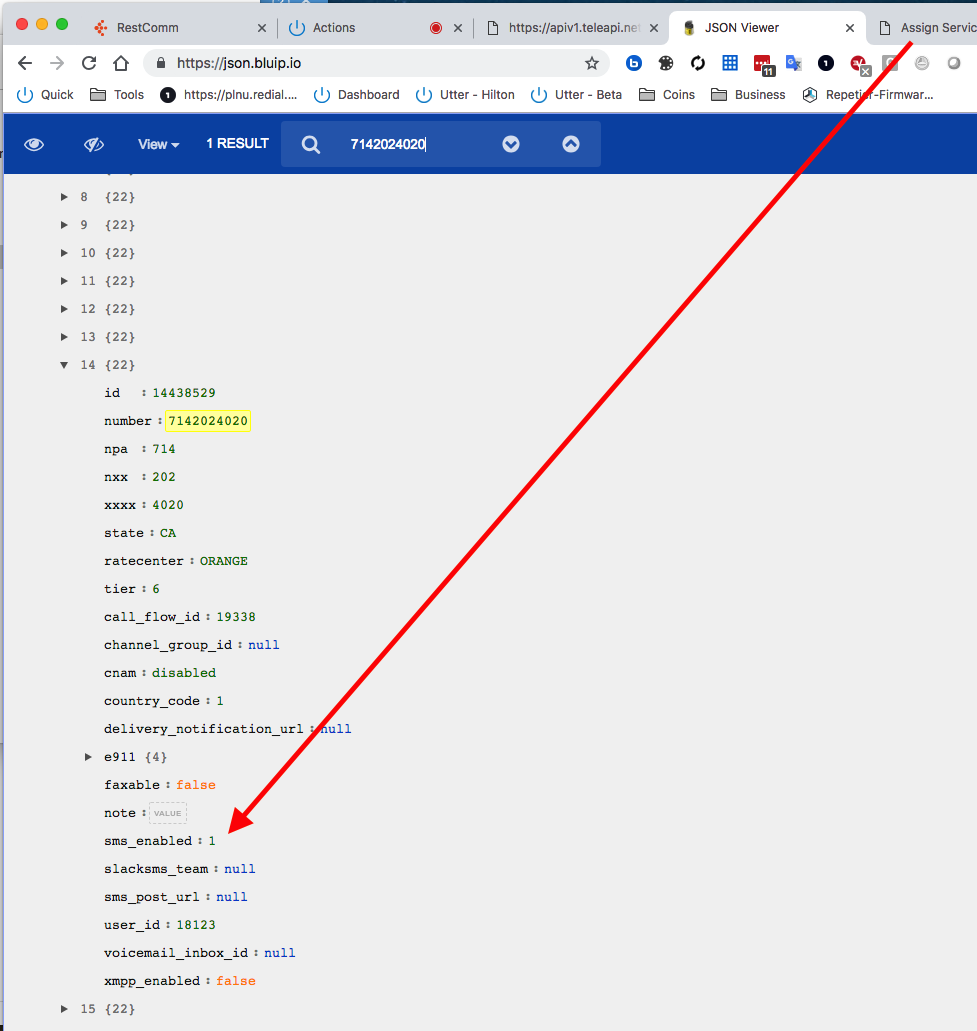 RestComm
Actions
https://apiv1.teleapi.net
JSON Viewer
Assign Servic
https://json.bluip.io
11
Quick
Tools
1 https://plnu.redial....
Dashboard
Utter - Hilton
Utter - Beta
Coins
Business
Repetier-Firmwar...
View
1 RESULT
7142024020
8 {22}
9 {22}
10 {22}
11 {22}
12 {22}
13 {22}
14 {22}
id : 14438529
number : 7142024020
npa : 714
nxx : 202
xxxx : 4020
state : CA
ratecenter : ORANGE
tier : 6
call_flow_id : 19338
channel_group_id : null
cnam : disabled
country_code : 1
delivery_notification_url : null
e911 {4}
faxable : false
note : VALUE
sms_enabled : 1
slacksms_team : null
sms_post_url : null
user_id : 18123
voicemail_inbox_id : null
xmpp_enabled : false
15 {22}